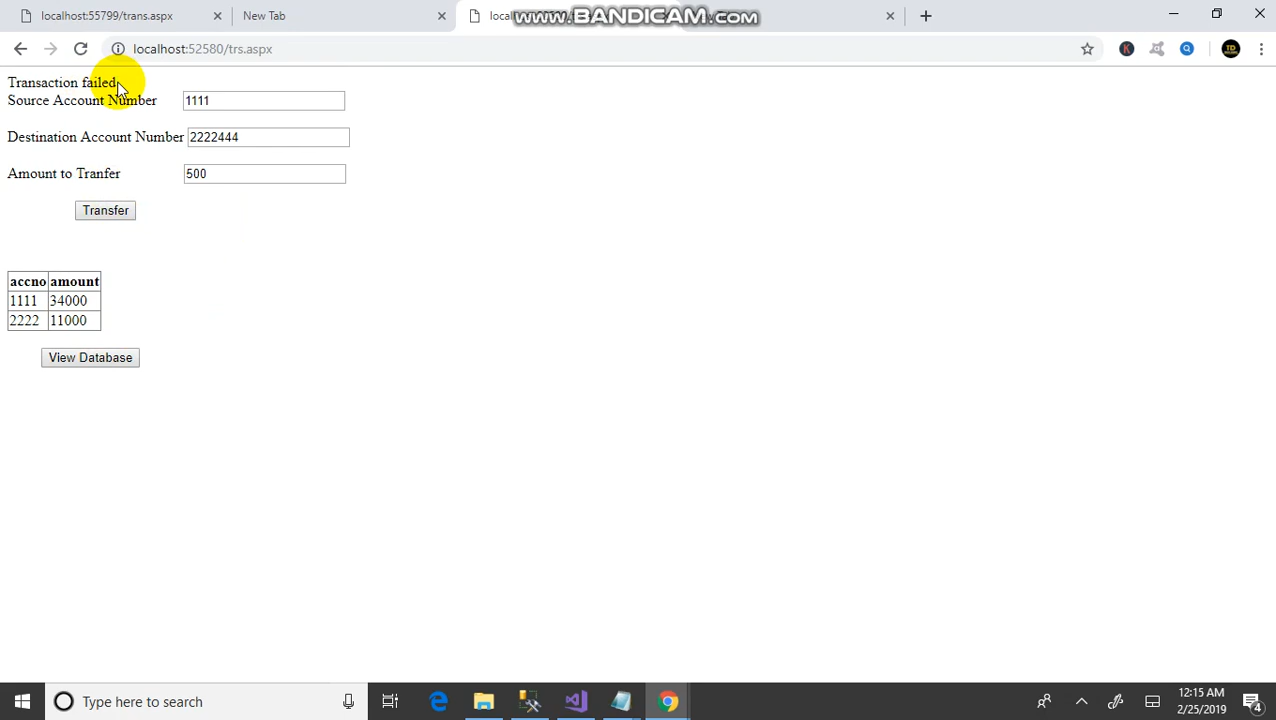 localhost:55799/trans.aspx
New Tab
www.BANDICAM.com
localhost:52580/trs.aspx
Transaction failed
Source Account Number 1111
Destination Account Number 2222444
Amount to Tranfer 500
Transfer
accno amount
1111 34000
2222 11000
View Database
Type here to search
12:15 AM
2/25/2019
4